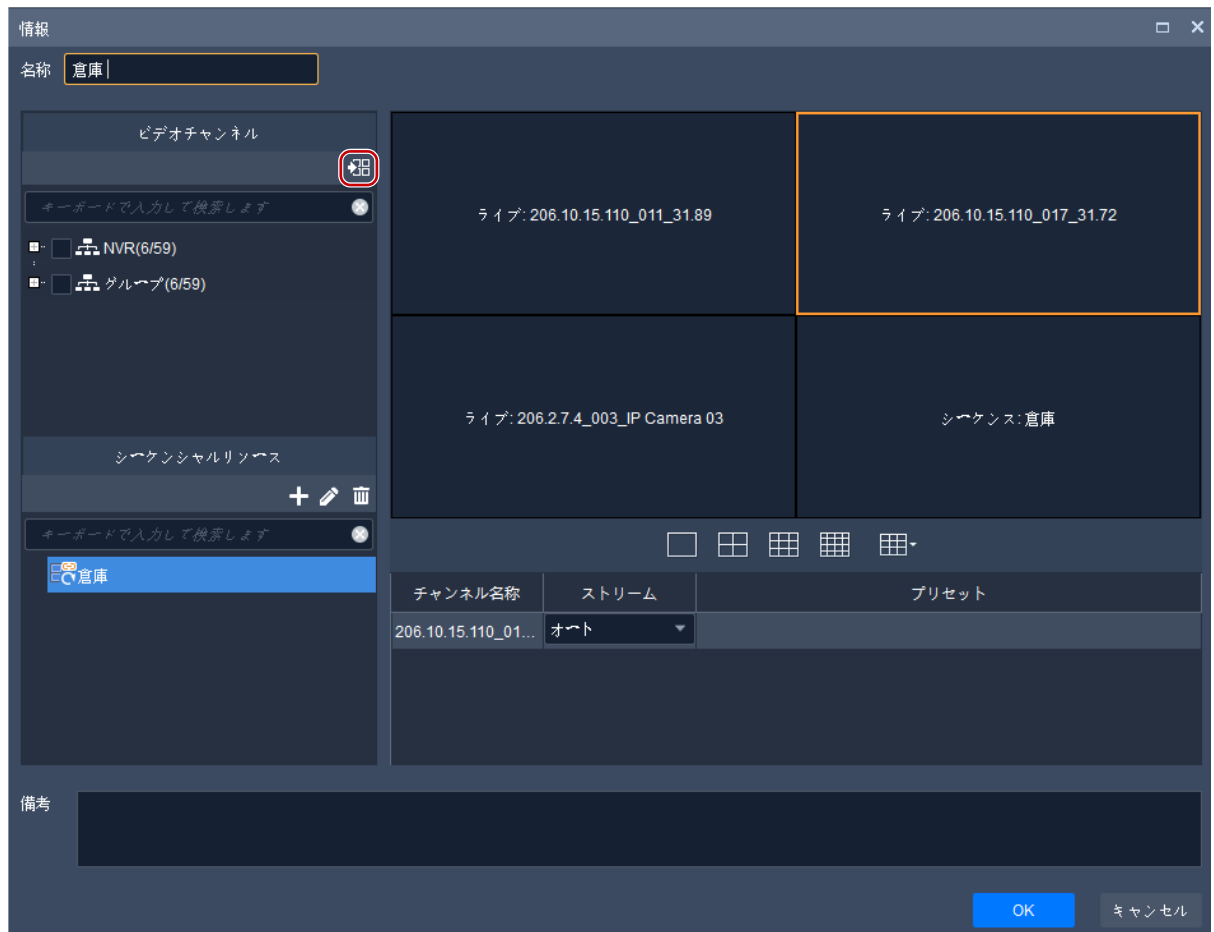 情報
名称 倉庫
ビデオチャンネル
キーボードで入力して検索します
NVR(6/59)
グループ(6/59)
シーケンシャルリソース
キーボードで入力して検索します
倉庫
ライブ: 206.10.15.110_011_31.89
ライブ: 206.10.15.110_017_31.72
ライブ: 206.2.7.4_003_IP Camera 03
シーケンス: 倉庫
チャンネル名称 ストリーム プリセット
206.10.15.110_01... オート
備考
OK キャンセル